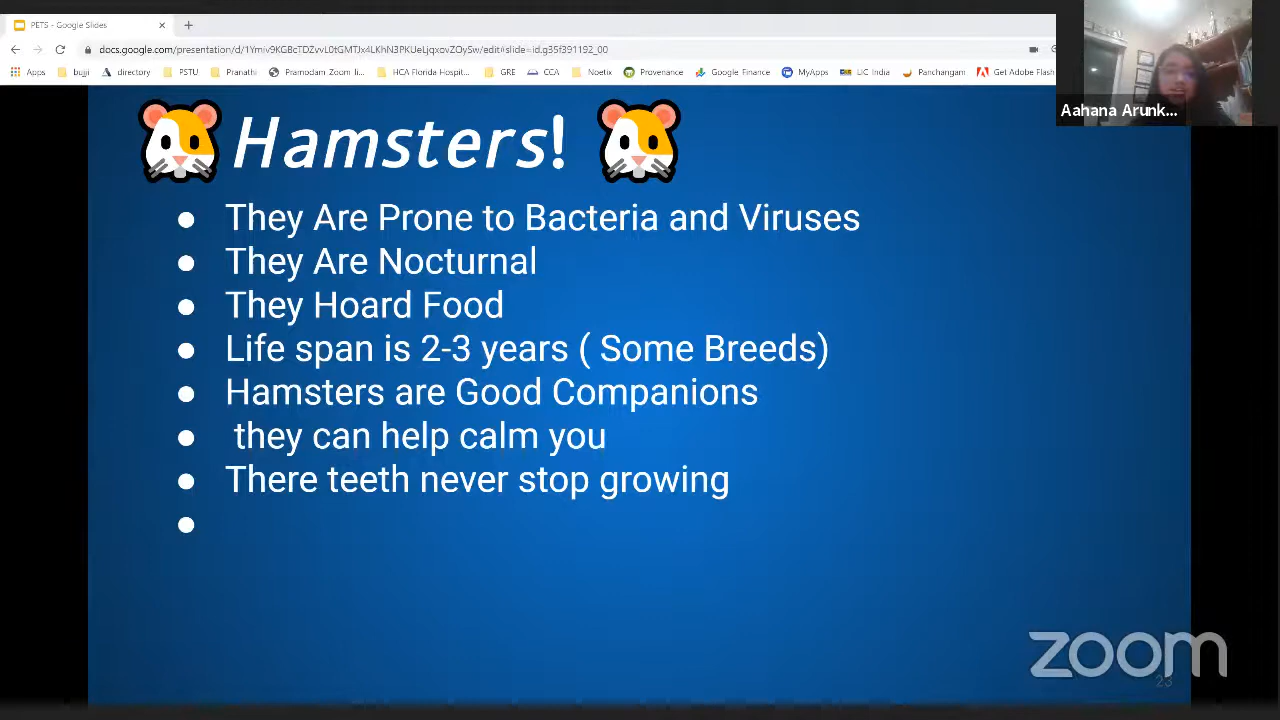 PETS - Google Slides
docs.google.com/presentation/d/1Ymiv9KGBcTDZvvL0tGMTJx4LKhN3PKUeLjqxovZOySw/edit#slide=id.g35f391192_00
Apps bujji directory PSTU Pranathi Pramodam Zoom li... HCA Florida Hospit... GRE CCA Noetix Provenance Google Finance MyApps LIC India Panchangam Get Adobe Flash
Aahana Arunk...
Hamsters!
● They Are Prone to Bacteria and Viruses
● They Are Nocturnal
● They Hoard Food
● Life span is 2-3 years ( Some Breeds)
● Hamsters are Good Companions
● they can help calm you
● There teeth never stop growing
●
zoom
23